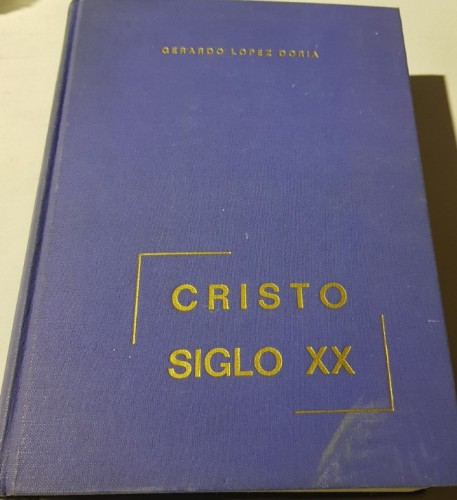 GERARDO LOPEZ DORIA
CRISTO
SIGLO XX